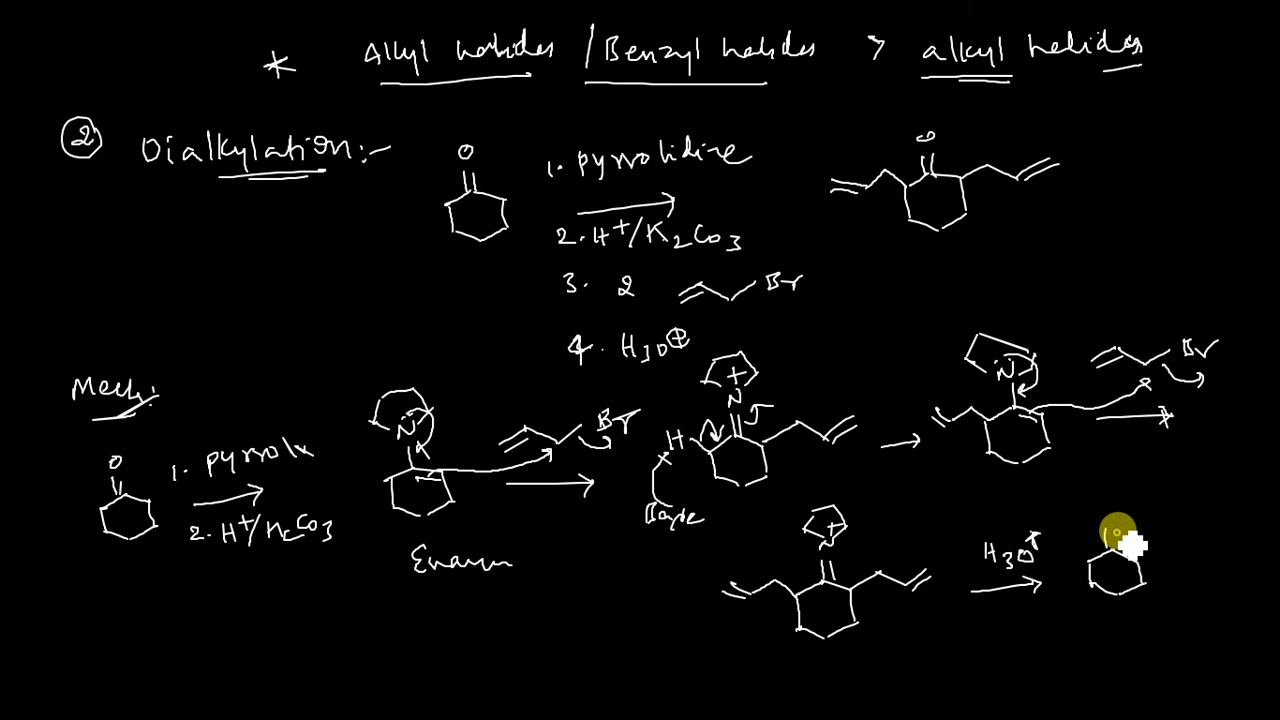 * Allyl halides / Benzyl halides > alkyl halides
② Dialkylation:-
O
1. pyrrolidine
O
2. H+/K2CO3
3. 2 Br
4. H3O⊕
Mech:
O
1. pyrrol
2. H+/K2CO3
N
Br
Enam
H
N
+
Base
N
Br
N
+
H3O+